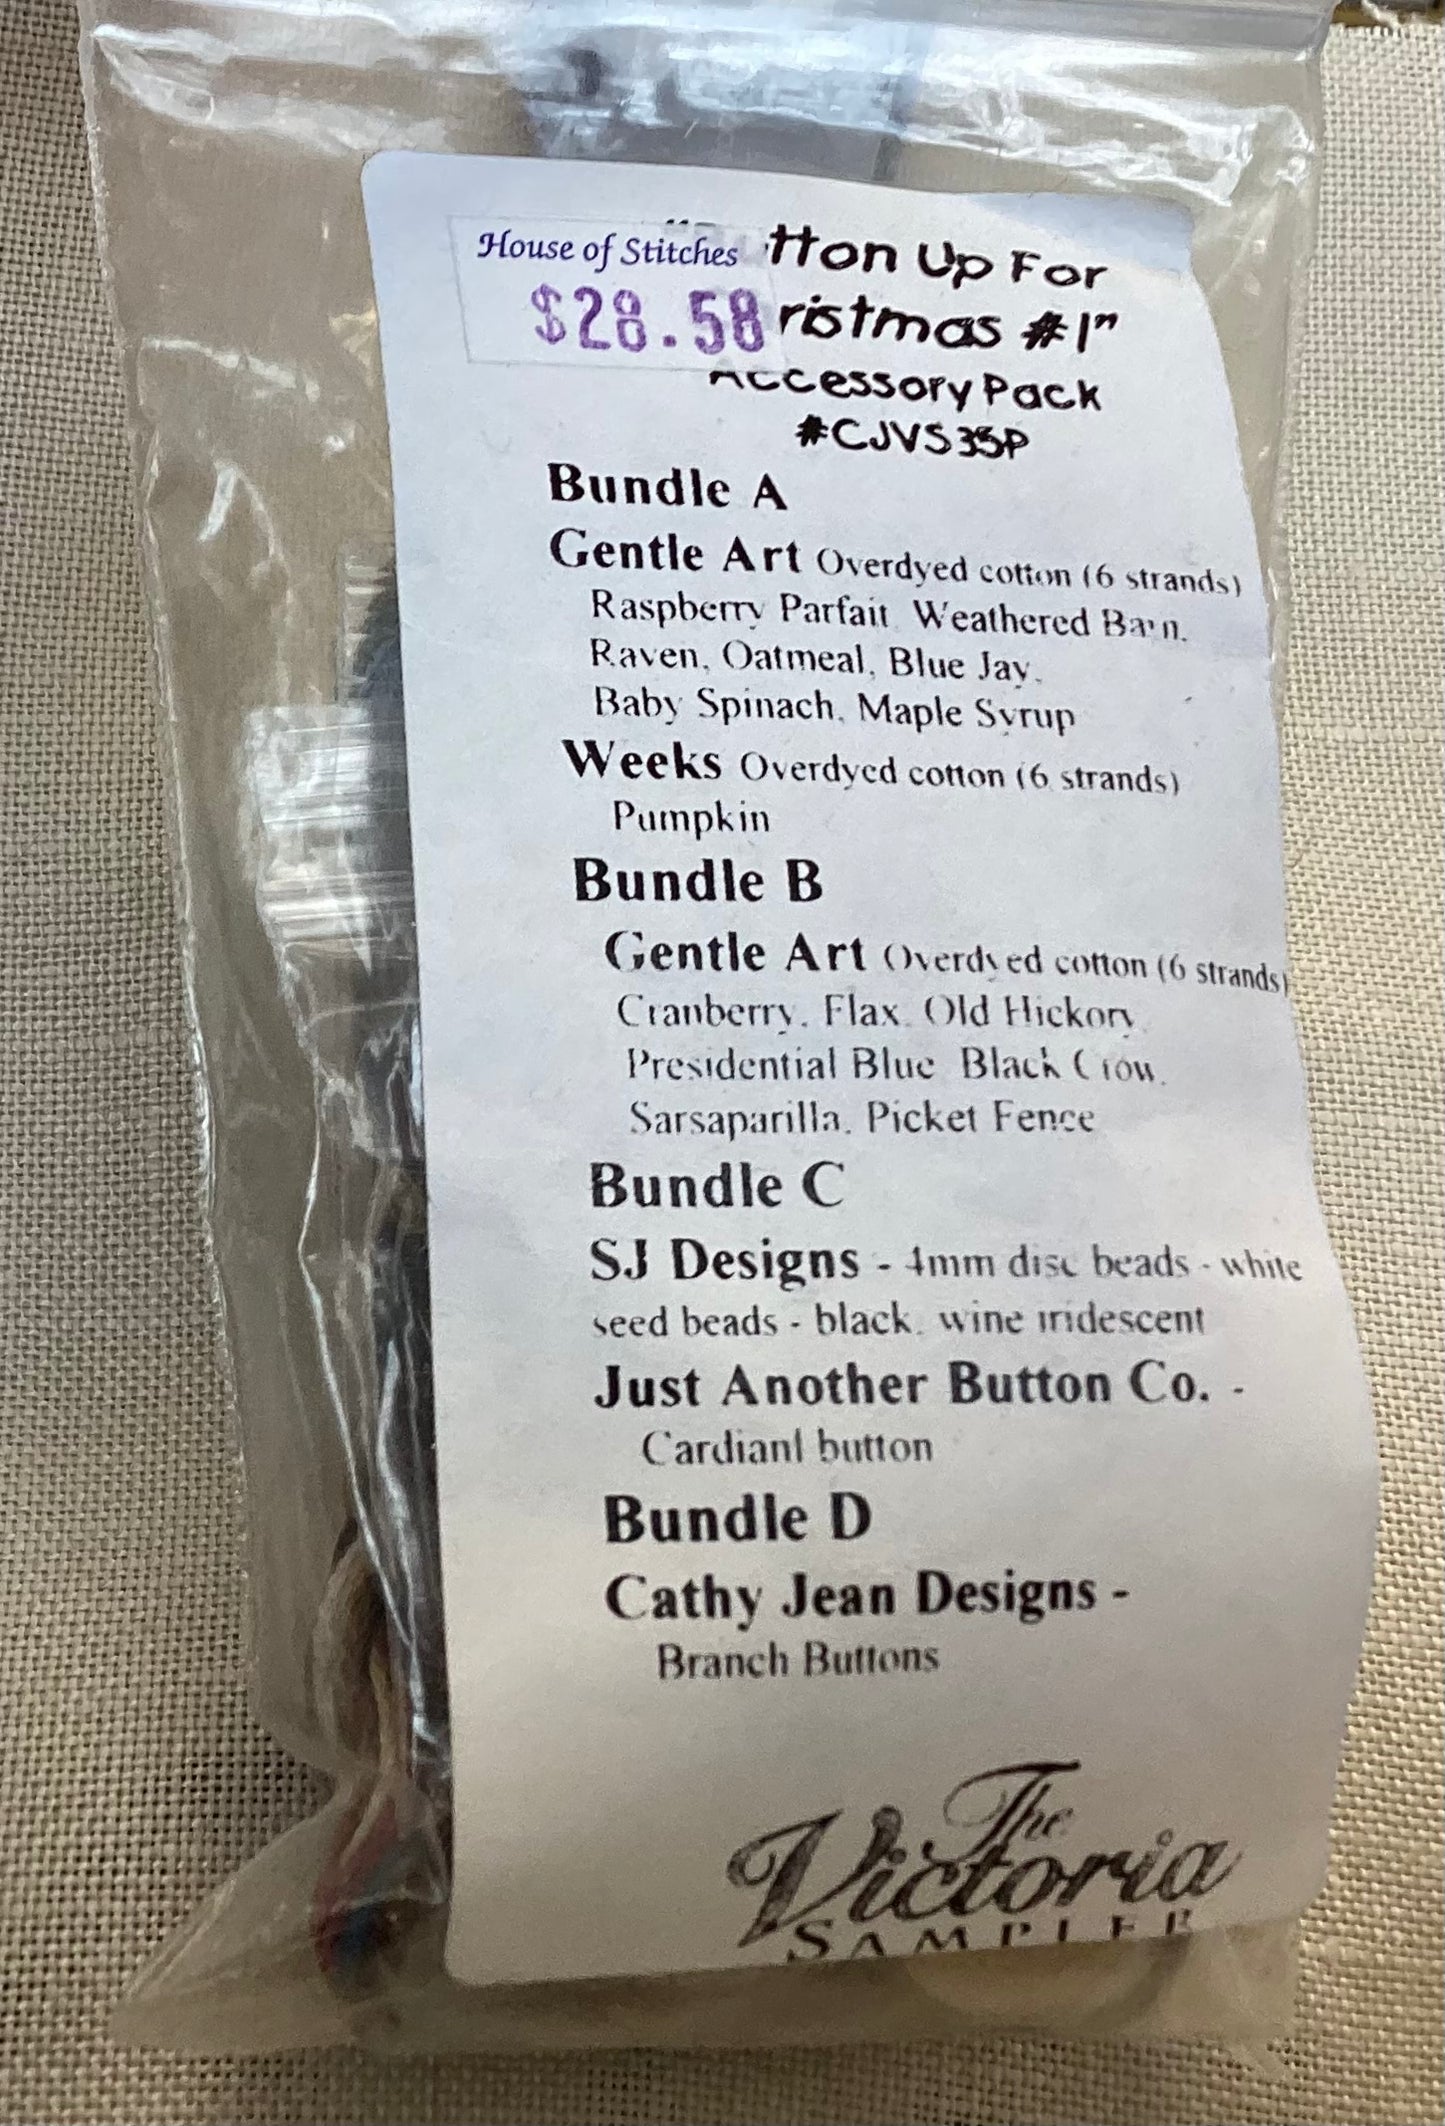 House of Stitches
$28.58
tton Up For
ristmas #1"
Accessory Pack
#CJVS35P
Bundle A
Gentle Art Overdyed cotton (6 strands)
Raspberry Parfait Weathered Barn.
Raven, Oatmeal, Blue Jay,
Baby Spinach, Maple Syrup
Weeks Overdyed cotton (6 strands)
Pumpkin
Bundle B
Gentle Art Overdyed cotton (6 strands)
Cranberry, Flax, Old Hickory
Presidential Blue Black Crow,
Sarsaparilla, Picket Fence
Bundle C
SJ Designs - 4mm disc beads - white
seed beads - black, wine iridescent
Just Another Button Co. -
Cardianl button
Bundle D
Cathy Jean Designs -
Branch Buttons
The
Victoria
SAMPLER